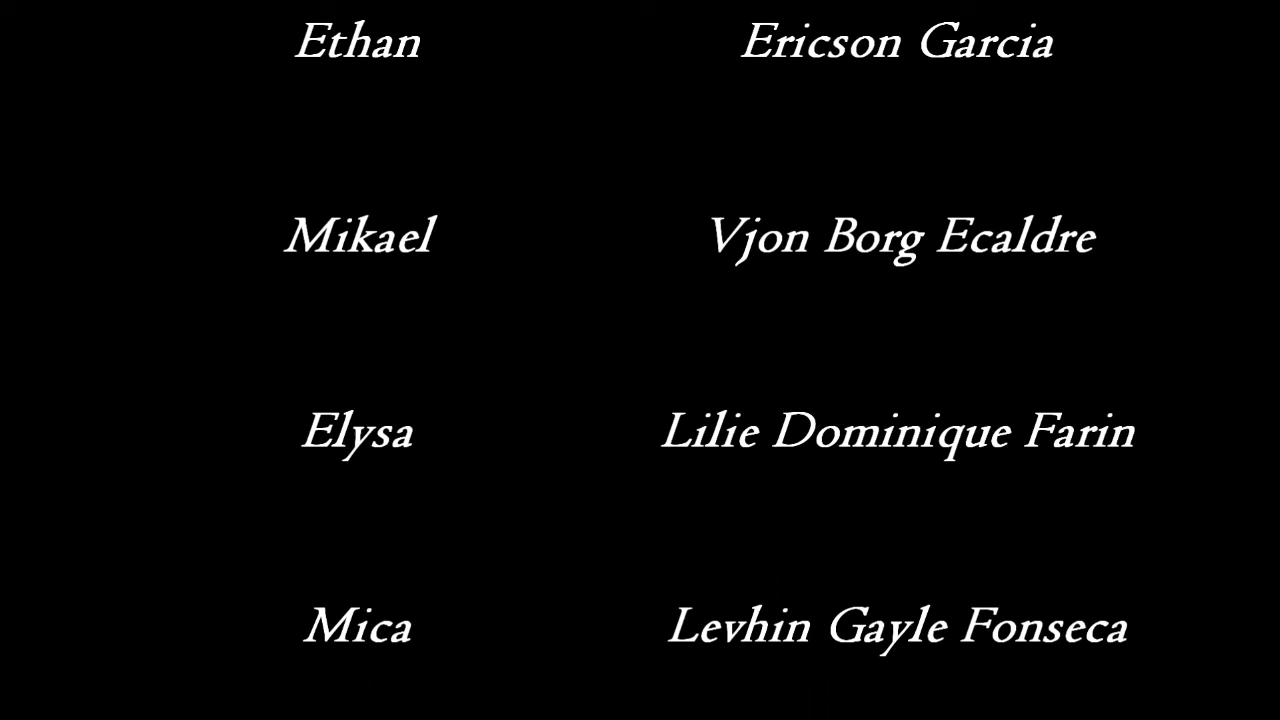 Ethan Ericson Garcia
Mikael Vjon Borg Ecaldre
Elysa Lilie Dominique Farin
Mica Levhin Gayle Fonseca